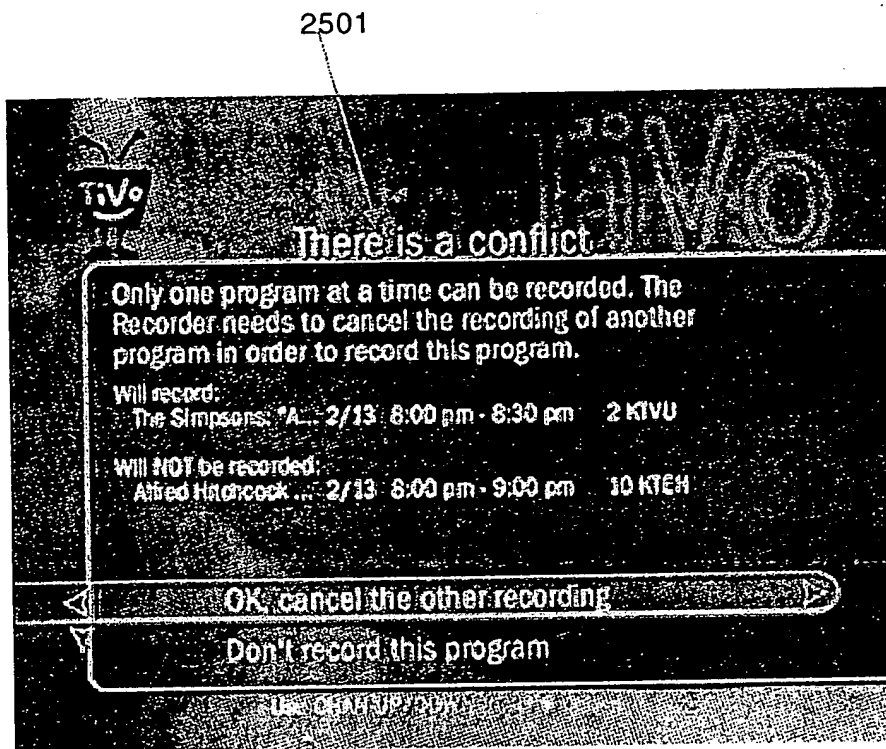 2501
TiVo
TiVo
There is a conflict
Only one program at a time can be recorded. The
Recorder needs to cancel the recording of another
program in order to record this program.
Will record:
The Simpsons: "A... 2/13 8:00 pm - 8:30 pm 2 KTVU
Will NOT be recorded:
Alfred Hitchcock ... 2/13 8:00 pm - 9:00 pm 10 KTEH
OK, cancel the other recording
Don't record this program
CHAN UP/DOWN